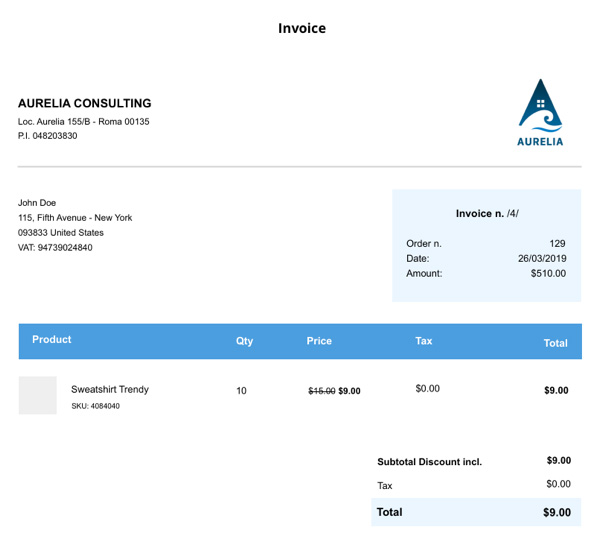 Invoice
AURELIA CONSULTING
Loc. Aurelia 155/B - Roma 00135
P.I. 048203830
AURELIA
John Doe
115, Fifth Avenue - New York
093833 United States
VAT: 94739024840
Invoice n. /4/
Order n. 129
Date: 26/03/2019
Amount: $510.00
Product Qty Price Tax Total
Sweatshirt Trendy 10 $15.00 $9.00 $0.00 $9.00
SKU: 4084040
Subtotal Discount incl. $9.00
Tax $0.00
Total $9.00